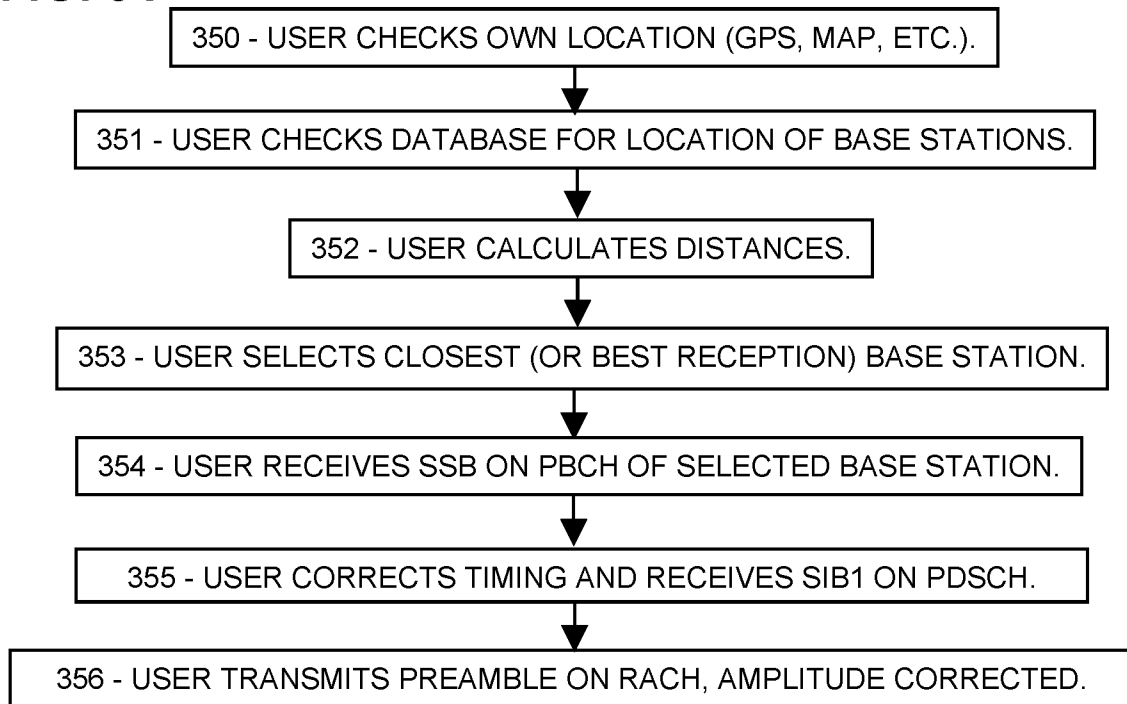 350 - USER CHECKS OWN LOCATION (GPS, MAP, ETC.).
351 - USER CHECKS DATABASE FOR LOCATION OF BASE STATIONS.
352 - USER CALCULATES DISTANCES.
353 - USER SELECTS CLOSEST (OR BEST RECEPTION) BASE STATION.
354 - USER RECEIVES SSB ON PBCH OF SELECTED BASE STATION.
355 - USER CORRECTS TIMING AND RECEIVES SIB1 ON PDSCH.
356 - USER TRANSMITS PREAMBLE ON RACH, AMPLITUDE CORRECTED.